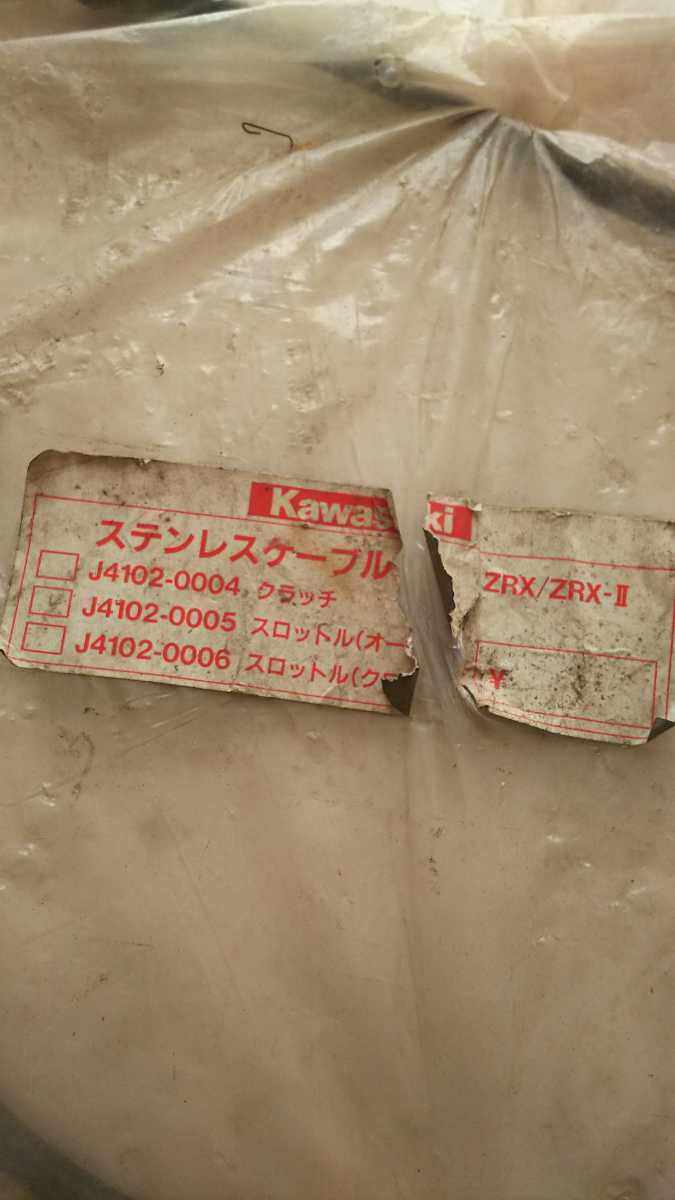 Kawas ki
ステンレスケーブル
J4102-0004 クラッチ
J4102-0005 スロットル(オー
J4102-0006 スロットル(ク
ZRX/ZRX-II
¥